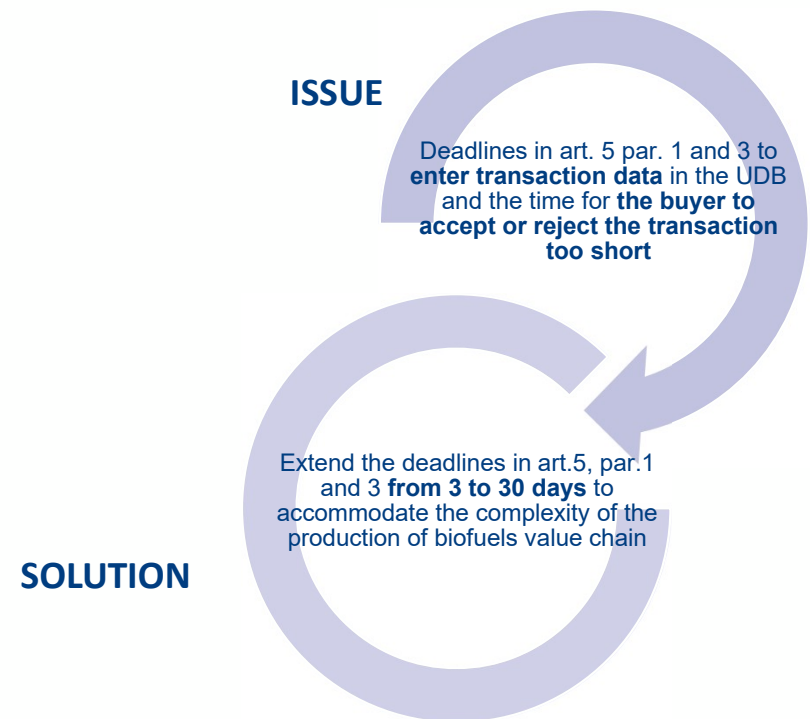 ISSUE
Deadlines in art. 5 par. 1 and 3 to
enter transaction data in the UDB
and the time for the buyer to
accept or reject the transaction
too short
Extend the deadlines in art.5, par.1
and 3 from 3 to 30 days to
accommodate the complexity of the
production of biofuels value chain
SOLUTION